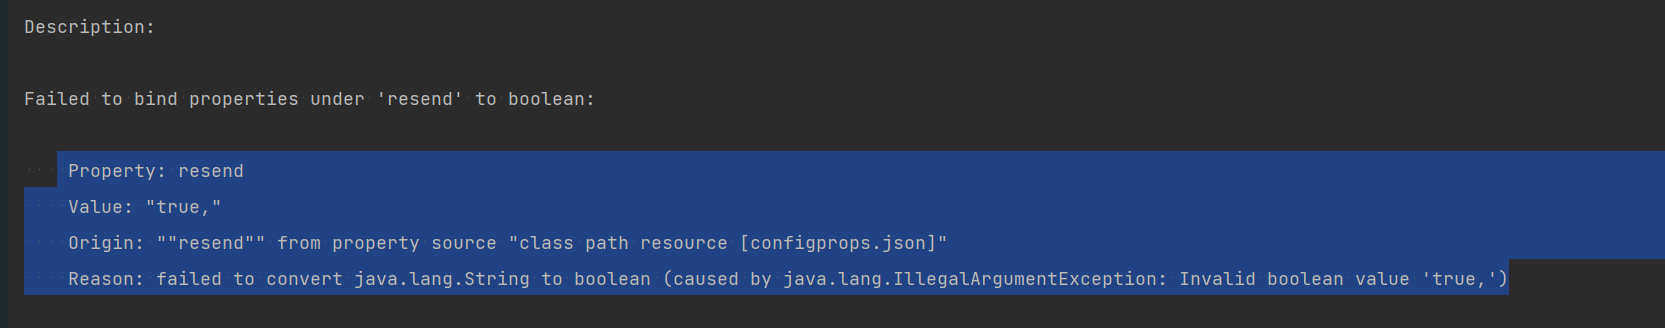 Description:
Failed to bind properties under 'resend' to boolean:
Property: resend
Value: "true,"
Origin: ""resend"" from property source "class path resource [configprops.json]"
Reason: failed to convert java.lang.String to boolean (caused by java.lang.IllegalArgumentException: Invalid boolean value 'true,')